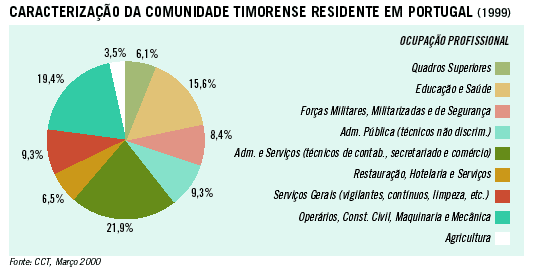 CARACTERIZAÇÃO DA COMUNIDADE TIMORENSE RESIDENTE EM PORTUGAL (1999)
OCUPAÇÃO PROFISSIONAL
3,5%
6,1%
15,6%
8,4%
9,3%
21,9%
6,5%
9,3%
19,4%
Quadros Superiores
Educação e Saúde
Forças Militares, Militarizadas e de Segurança
Adm. Pública (técnicos não discrim.)
Adm. e Serviços (técnicos de contab., secretariado e comércio)
Restauração, Hotelaria e Serviços
Serviços Gerais (vigilantes, contínuos, limpeza, etc.)
Operários, Const. Civil, Maquinaria e Mecânica
Agricultura
Fonte: CCT, Março 2000